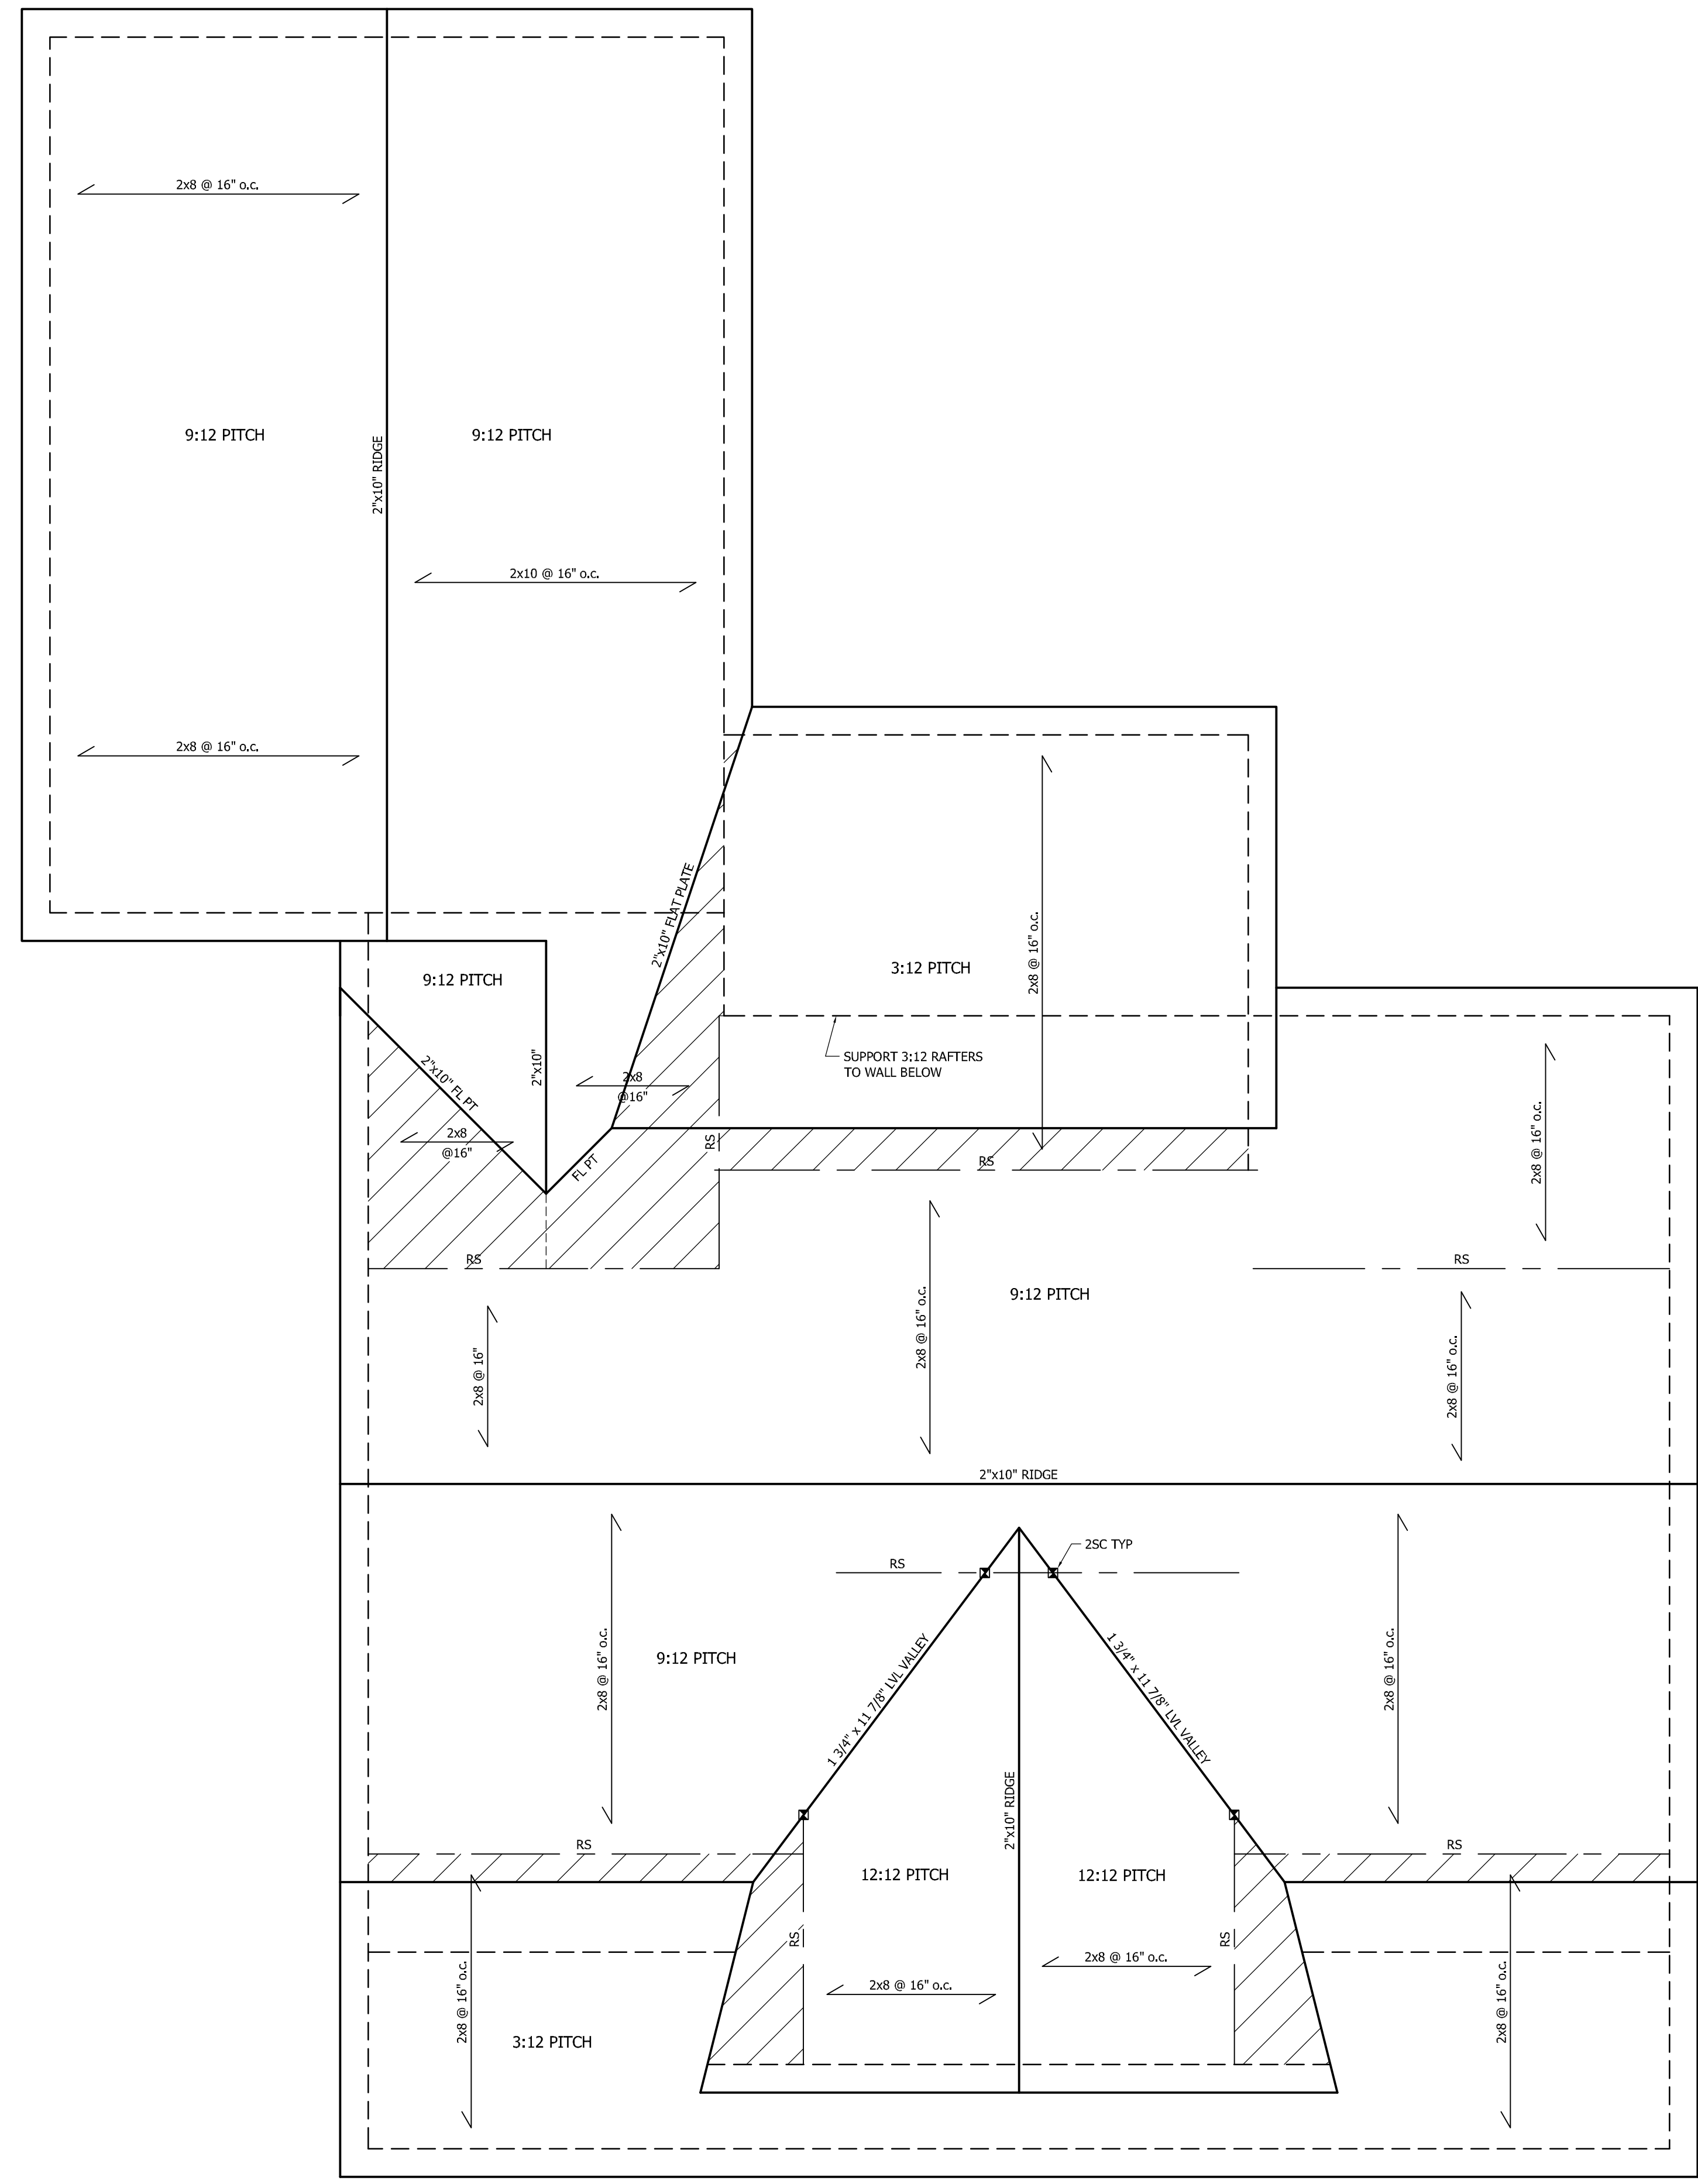 2x8 @ 16" o.c.
9:12 PITCH
2"x10" RIDGE
9:12 PITCH
2x10 @ 16" o.c.
2x8 @ 16" o.c.
2"x10" FLAT PLATE
9:12 PITCH
3:12 PITCH
2x8 @ 16" o.c.
SUPPORT 3:12 RAFTERS
TO WALL BELOW
2"x10" FL PT
2"x10"
2x8
@16"
2x8
@16"
FL PT
RS
RS
2x8 @ 16" o.c.
RS
RS
2x8 @ 16"
2x8 @ 16" o.c.
9:12 PITCH
2x8 @ 16" o.c.
2"x10" RIDGE
RS
2SC TYP
2x8 @ 16" o.c.
9:12 PITCH
1 3/4" x 11 7/8" LVL VALLEY
1 3/4" x 11 7/8" LVL VALLEY
2x8 @ 16" o.c.
2"x10" RIDGE
RS
RS
12:12 PITCH
12:12 PITCH
RS
RS
2x8 @ 16" o.c.
2x8 @ 16" o.c.
2x8 @ 16" o.c.
2x8 @ 16" o.c.
3:12 PITCH